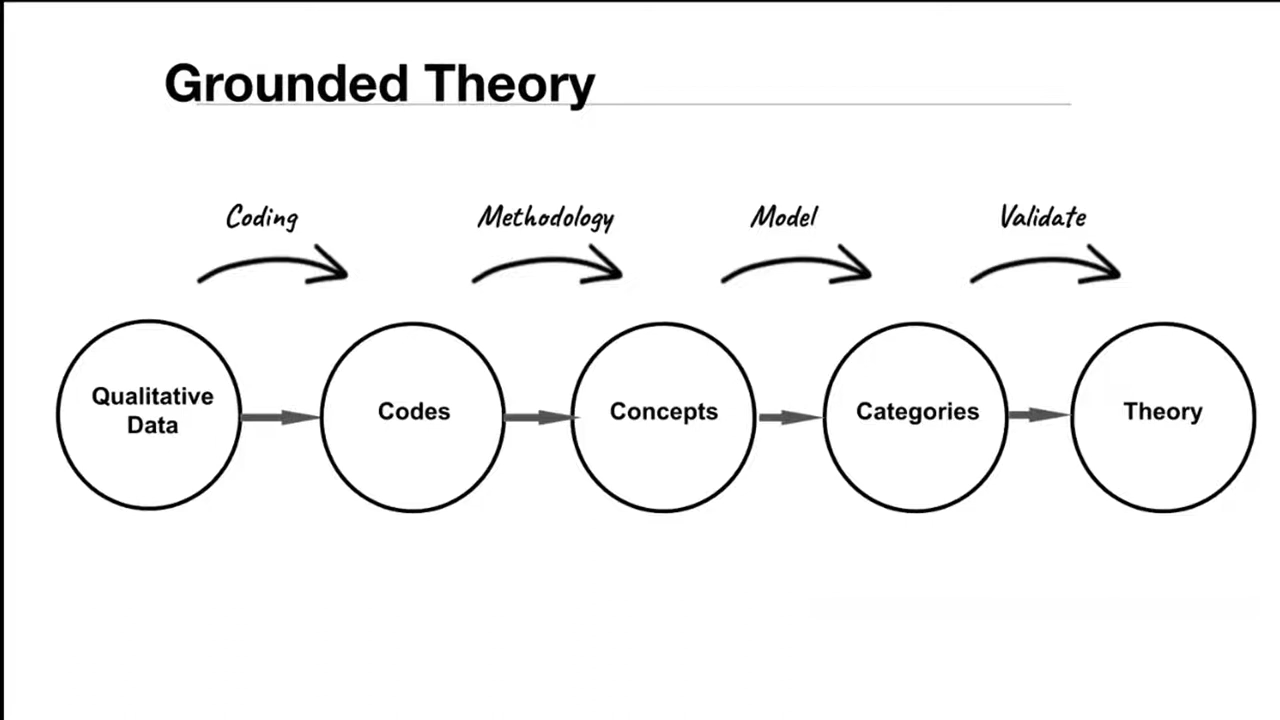 Grounded Theory
Coding
Methodology
Model
Validate
Qualitative
Data
Codes
Concepts
Categories
Theory